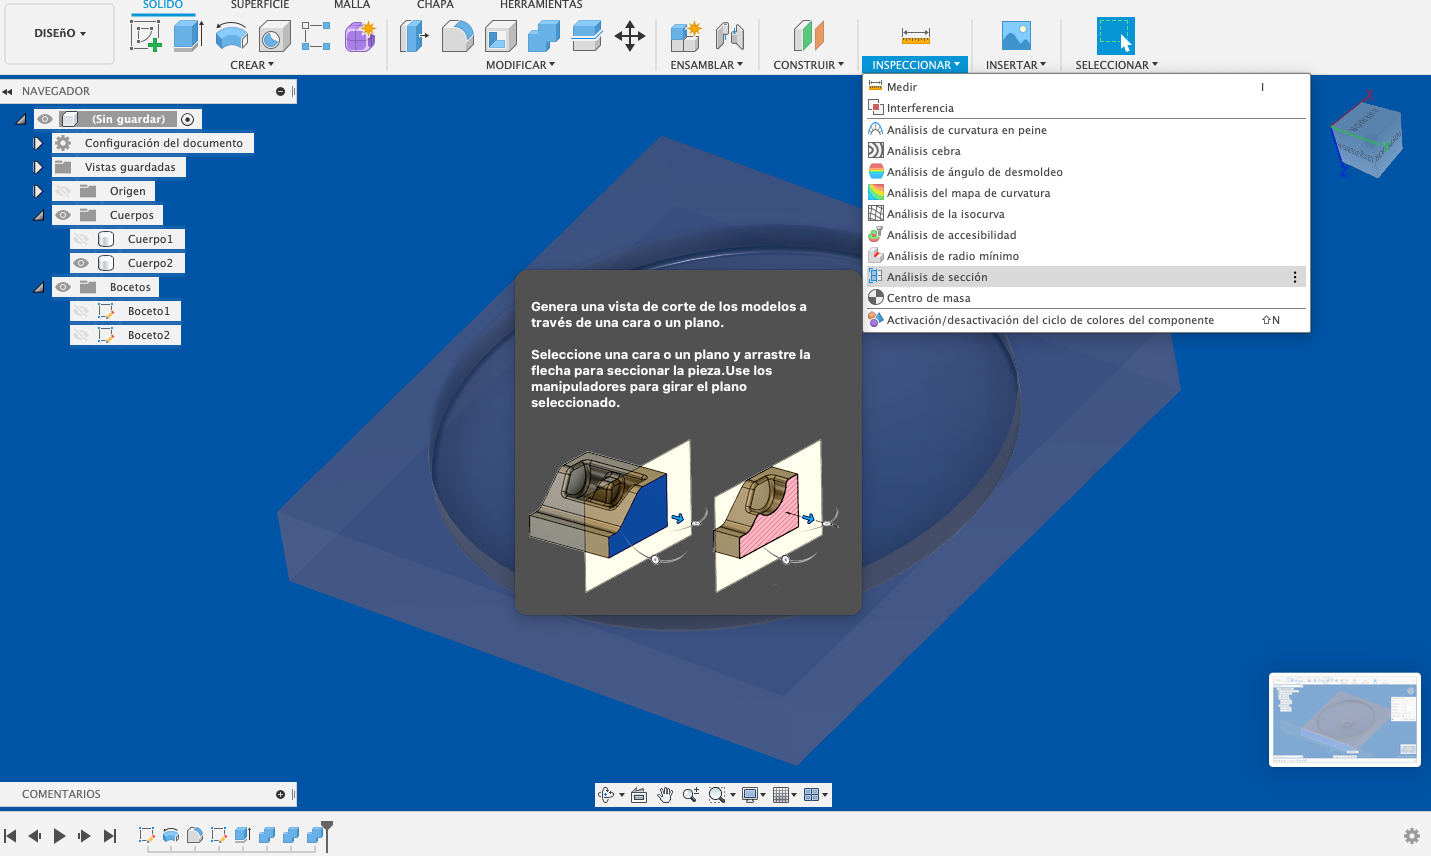 SÓLIDO
SUPERFICIE
MALLA
CHAPA
HERRAMIENTAS
DISEñO
CREAR
MODIFICAR
ENSAMBLAR
CONSTRUIR
INSPECCIONAR
INSERTAR
SELECCIONAR
NAVEGADOR
(Sin guardar)
Configuración del documento
Vistas guardadas
Origen
Cuerpos
Cuerpo1
Cuerpo2
Bocetos
Boceto1
Boceto2
Medir I
Interferencia
Análisis de curvatura en peine
Análisis cebra
Análisis de ángulo de desmoldeo
Análisis del mapa de curvatura
Análisis de la isocurva
Análisis de accesibilidad
Análisis de radio mínimo
Análisis de sección
Centro de masa
Activación/desactivación del ciclo de colores del componente ⇧N
Genera una vista de corte de los modelos a
través de una cara o un plano.
Seleccione una cara o un plano y arrastre la
flecha para seccionar la pieza.Use los
manipuladores para girar el plano
seleccionado.
X
Z
COMENTARIOS